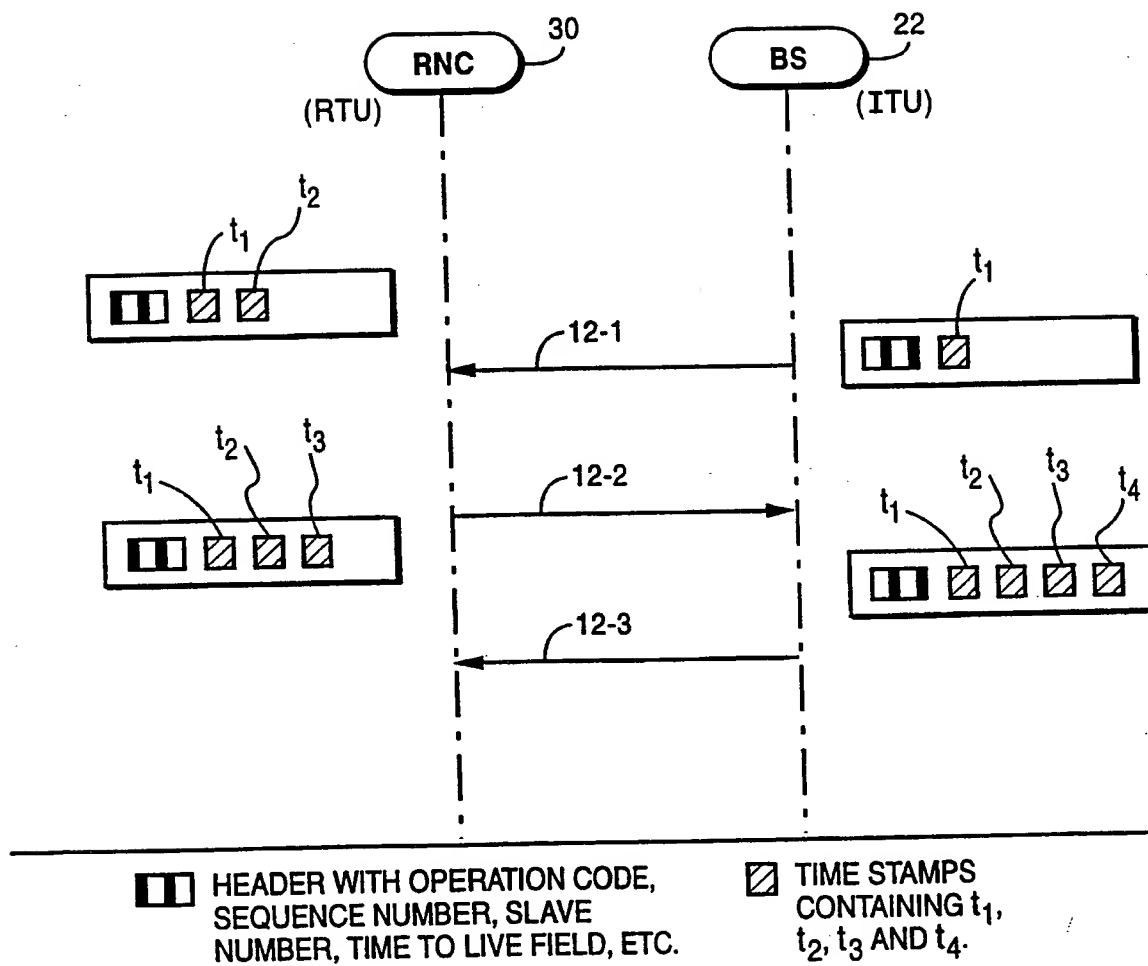 30
22
RNC
BS
(RTU)
(ITU)
t2
t1
t1
12-1
t1
t2
t3
12-2
t1
t2
t3
t4
12-3
HEADER WITH OPERATION CODE,
SEQUENCE NUMBER, SLAVE
NUMBER, TIME TO LIVE FIELD, ETC.
TIME STAMPS
CONTAINING t1,
t2, t3 AND t4.